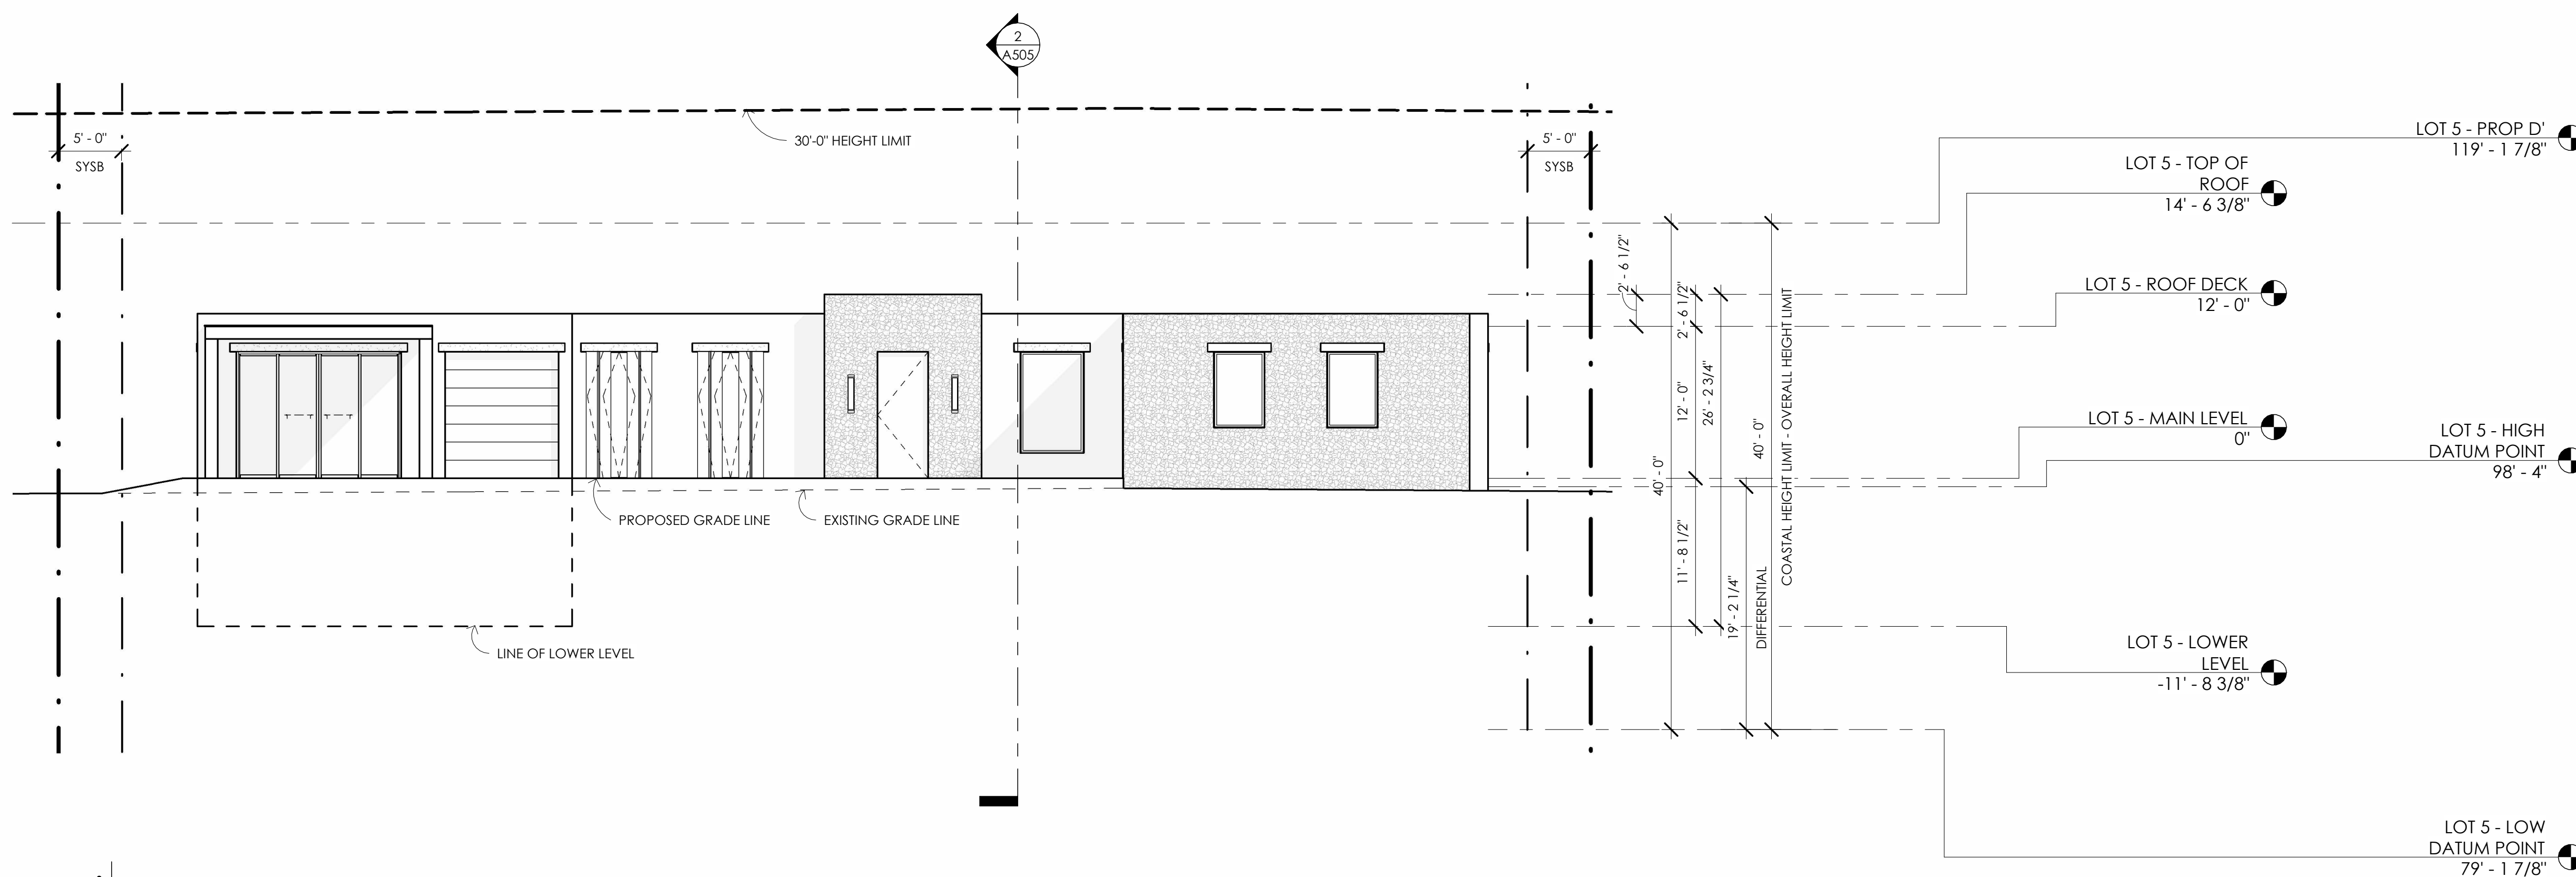 2
A505
5' - 0"
SYSB
30'-0" HEIGHT LIMIT
5' - 0"
SYSB
LOT 5 - PROP D'
119' - 1 7/8"
LOT 5 - TOP OF
ROOF
14' - 6 3/8"
LOT 5 - ROOF DECK
12' - 0"
LOT 5 - MAIN LEVEL
0"
LOT 5 - HIGH
DATUM POINT
98' - 4"
2' - 6 1/2"
2' - 6 1/2"
12' - 0"
26' - 2 3/4"
40' - 0"
40' - 0"
11' - 8 1/2"
19' - 2 1/4"
DIFFERENTIAL
COASTAL HEIGHT LIMIT - OVERALL HEIGHT LIMIT
PROPOSED GRADE LINE
EXISTING GRADE LINE
LINE OF LOWER LEVEL
LOT 5 - LOWER
LEVEL
-11' - 8 3/8"
LOT 5 - LOW
DATUM POINT
79' - 1 7/8"